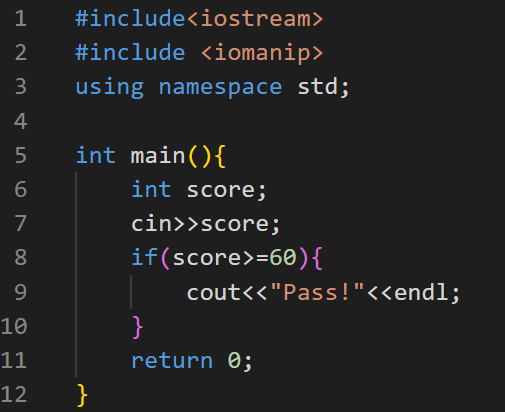 1 #include<iostream>
2 #include <iomanip>
3 using namespace std;
4
5 int main(){
6     int score;
7     cin>>score;
8     if(score>=60){
9         cout<<"Pass!"<<endl;
10     }
11     return 0;
12 }